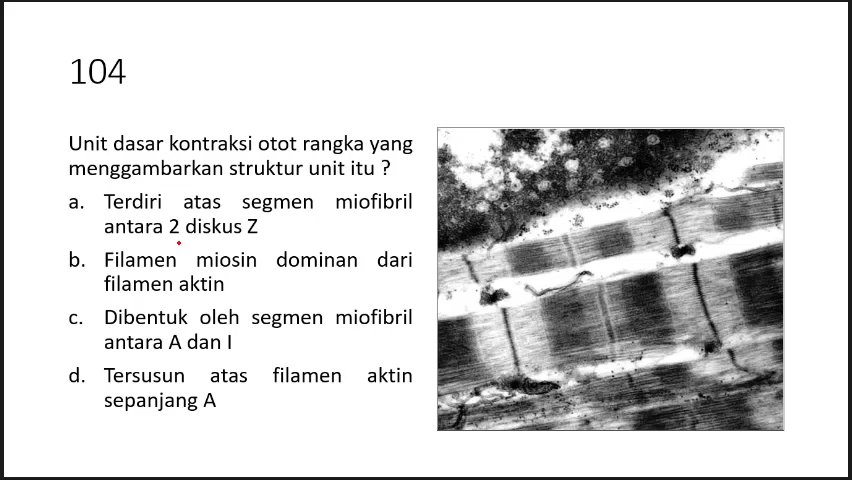 104
Unit dasar kontraksi otot rangka yang
menggambarkan struktur unit itu ?
a. Terdiri atas segmen miofibril
antara 2 diskus Z
b. Filamen miosin dominan dari
filamen aktin
c. Dibentuk oleh segmen miofibril
antara A dan I
d. Tersusun atas filamen aktin
sepanjang A